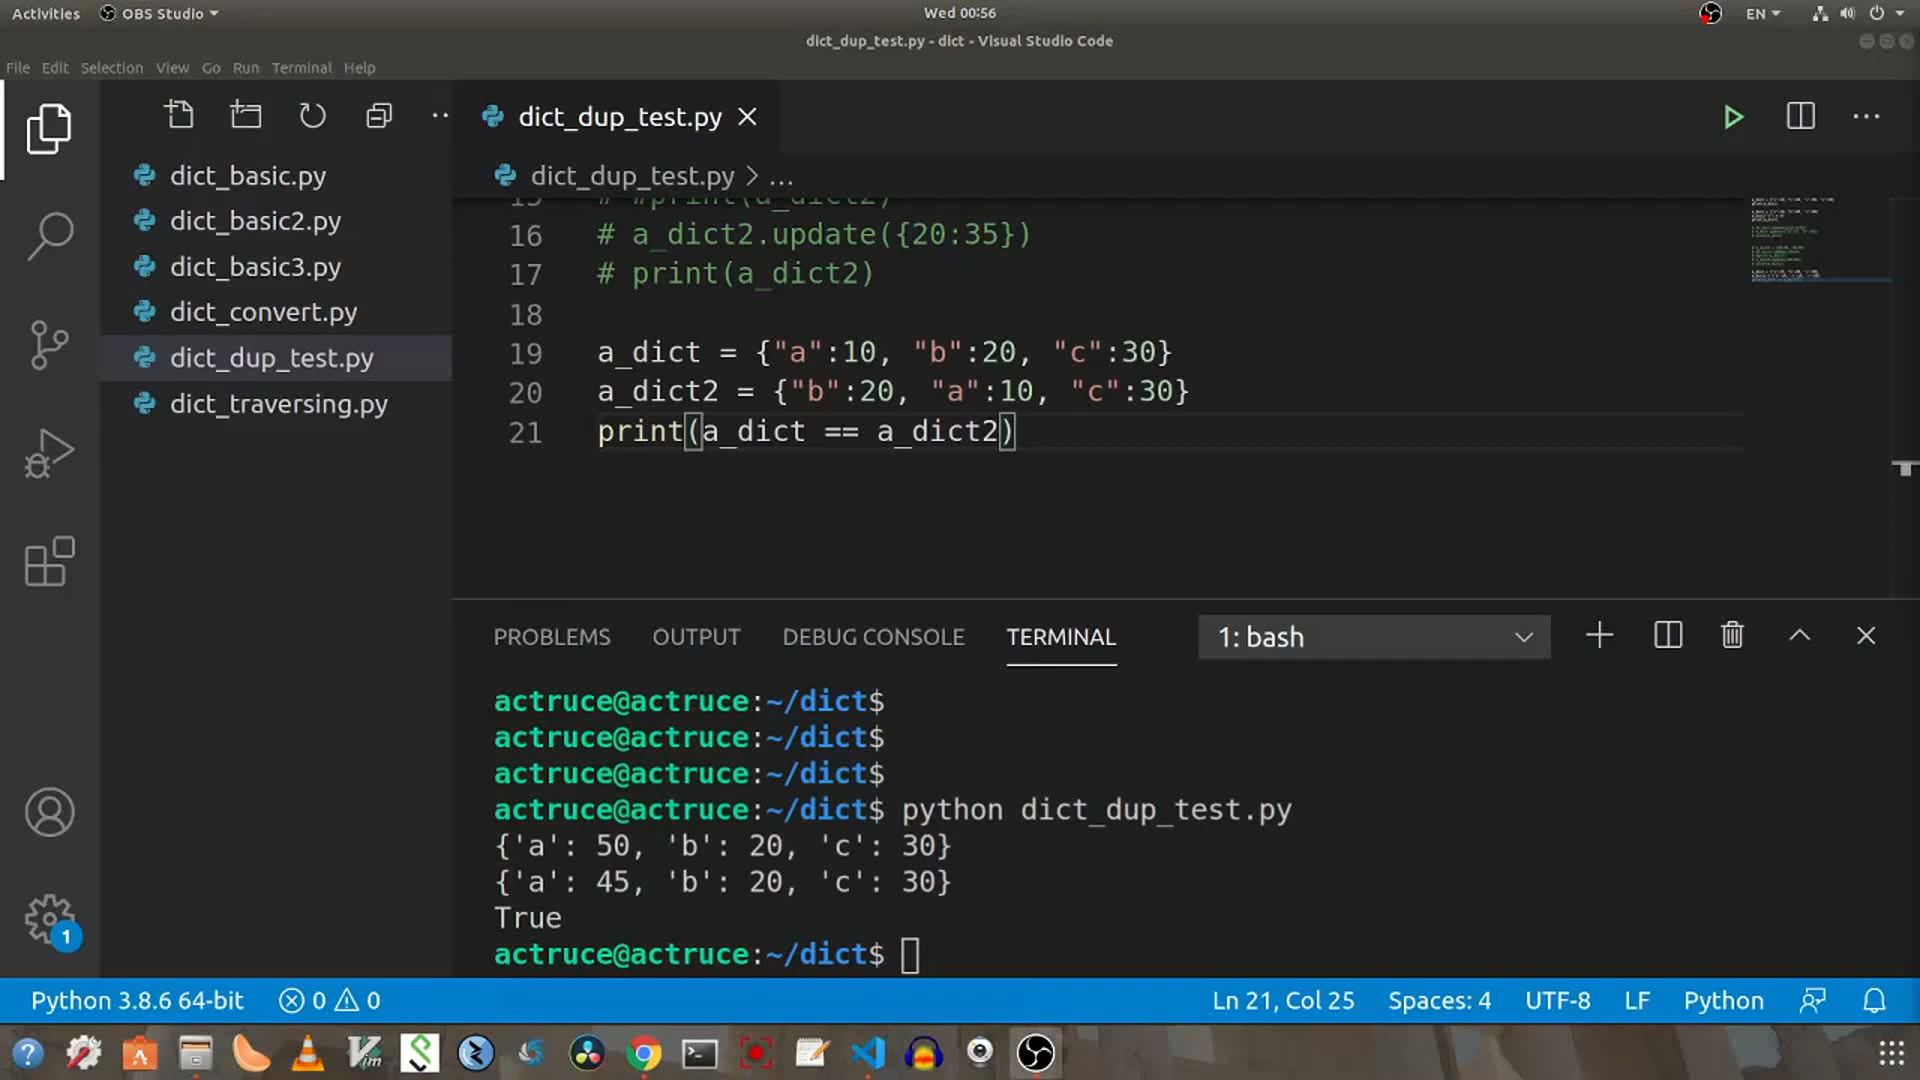 Activities OBS Studio Wed 00:56 EN
dict_dup_test.py - dict - Visual Studio Code
File Edit Selection View Go Run Terminal Help
dict_dup_test.py
dict_dup_test.py > ...
dict_basic.py
dict_basic2.py
dict_basic3.py
dict_convert.py
dict_dup_test.py
dict_traversing.py
15 # #print(a_dict2)
16 # a_dict2.update({20:35})
17 # print(a_dict2)
18
19 a_dict = {"a":10, "b":20, "c":30}
20 a_dict2 = {"b":20, "a":10, "c":30}
21 print(a_dict == a_dict2)
PROBLEMS OUTPUT DEBUG CONSOLE TERMINAL 1: bash
actruce@actruce:~/dict$
actruce@actruce:~/dict$
actruce@actruce:~/dict$
actruce@actruce:~/dict$ python dict_dup_test.py
{'a': 50, 'b': 20, 'c': 30}
{'a': 45, 'b': 20, 'c': 30}
True
actruce@actruce:~/dict$
1
Python 3.8.6 64-bit 0 0 Ln 21, Col 25 Spaces: 4 UTF-8 LF Python